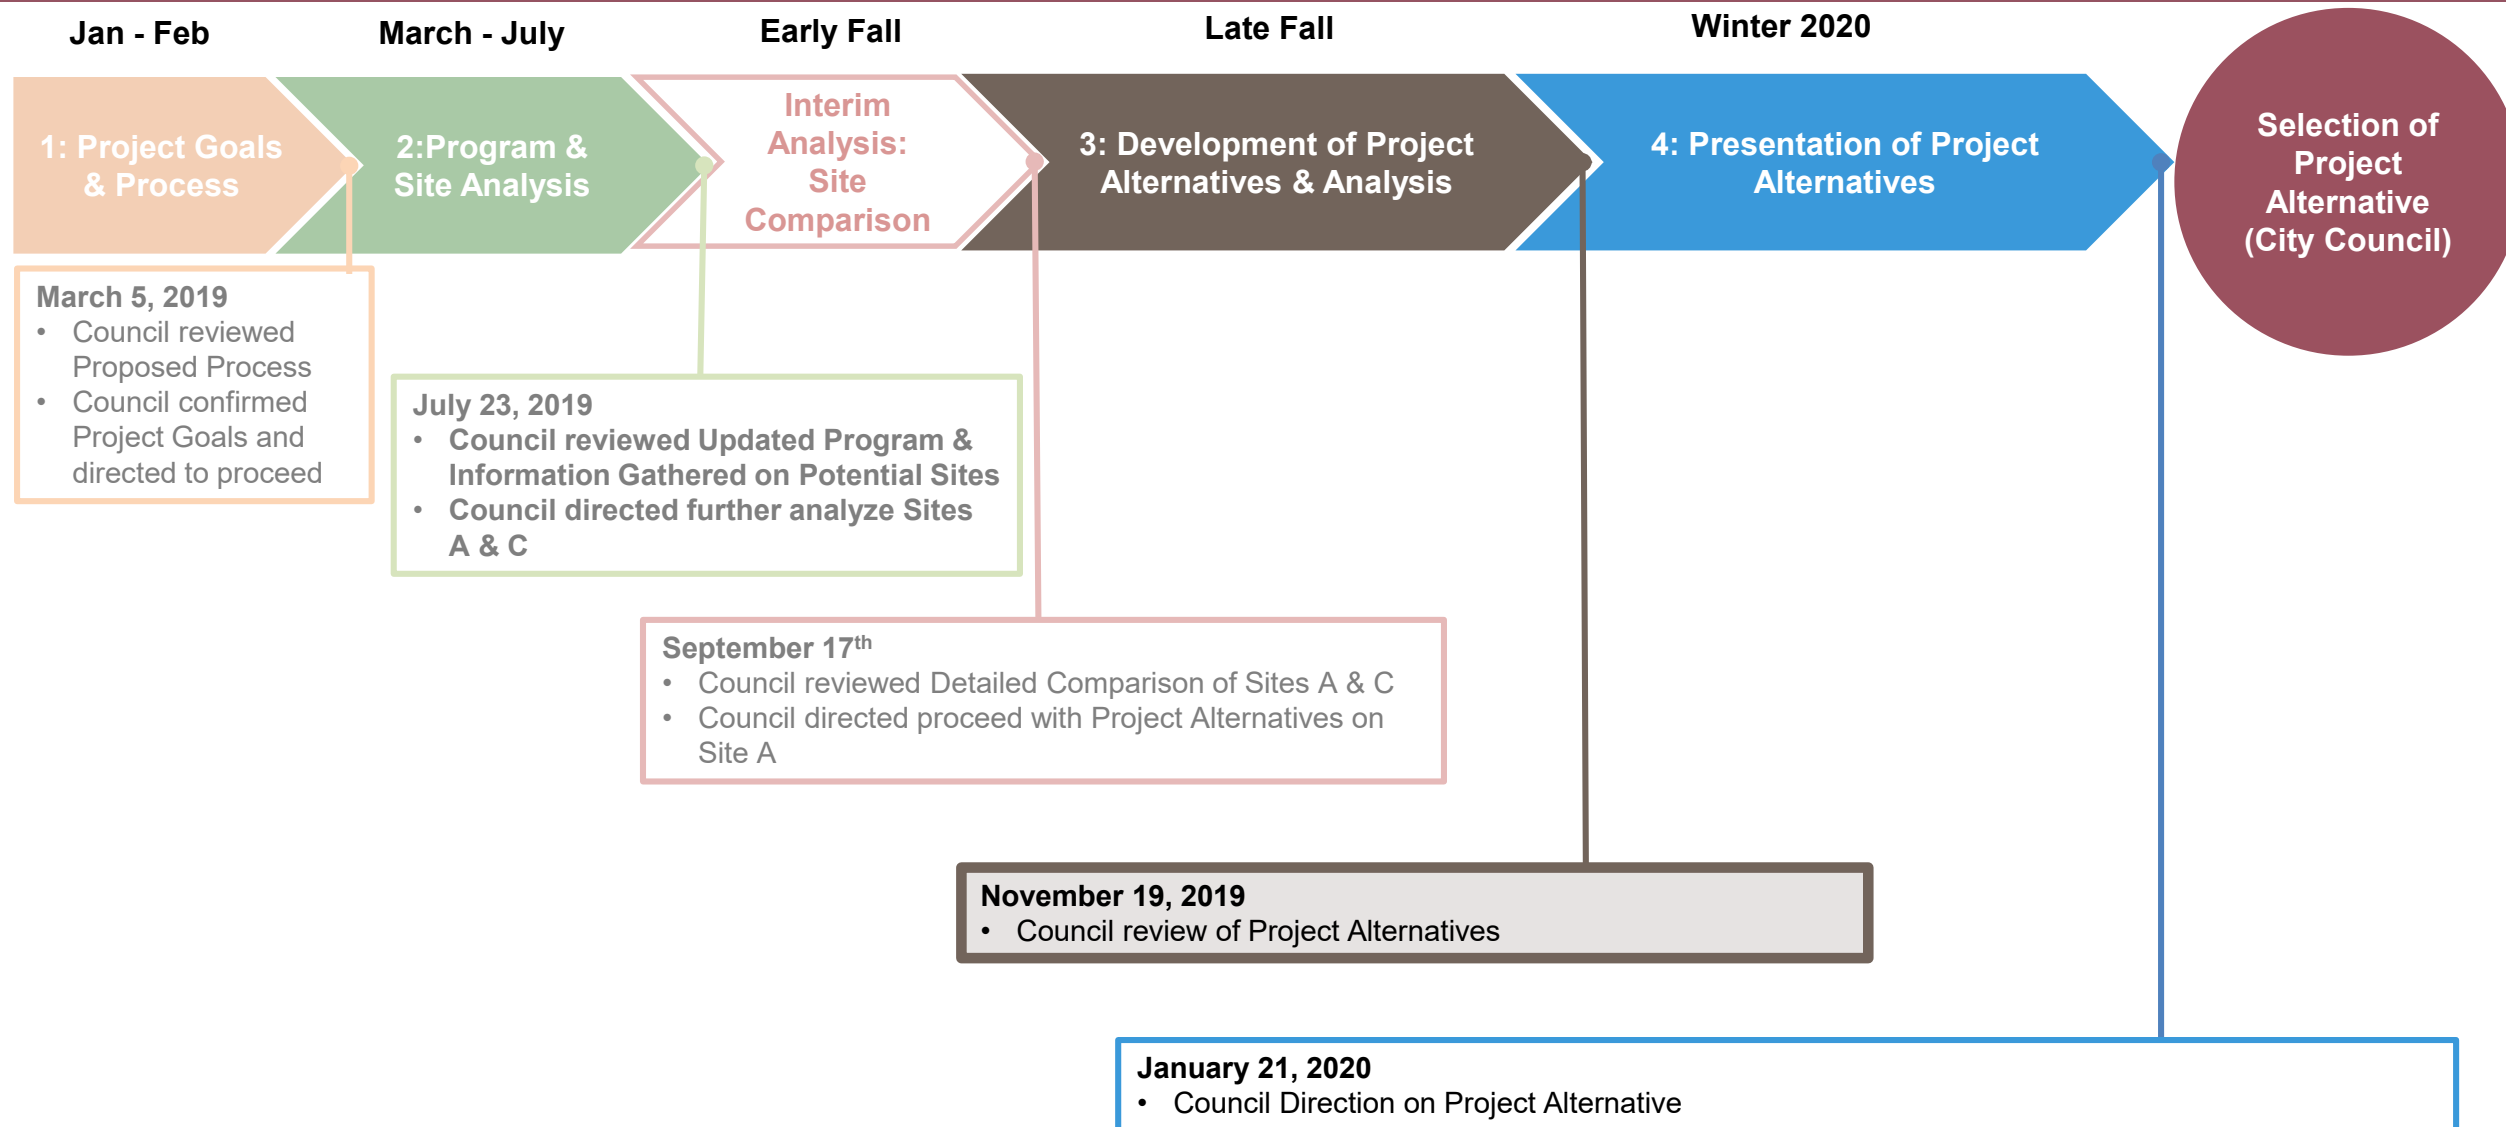 Jan - Feb
March - July
Early Fall
Late Fall
Winter 2020
1: Project Goals
& Process
2:Program &
Site Analysis
Interim
Analysis:
Site
Comparison
3: Development of Project
Alternatives & Analysis
4: Presentation of Project
Alternatives
Selection of
Project
Alternative
(City Council)
March 5, 2019
• Council reviewed
Proposed Process
• Council confirmed
Project Goals and
directed to proceed
July 23, 2019
• Council reviewed Updated Program &
Information Gathered on Potential Sites
• Council directed further analyze Sites
A & C
September 17th
• Council reviewed Detailed Comparison of Sites A & C
• Council directed proceed with Project Alternatives on
Site A
November 19, 2019
• Council review of Project Alternatives
January 21, 2020
• Council Direction on Project Alternative